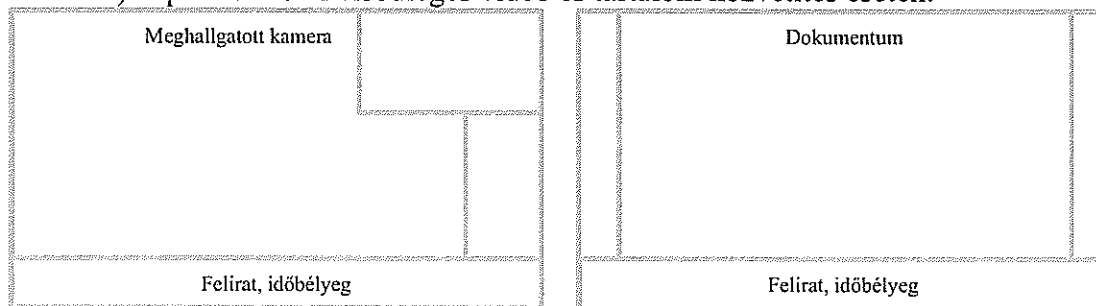 Meghallgatott kamera
Dokumentum
Felirat, időbélyeg
Felirat, időbélyeg